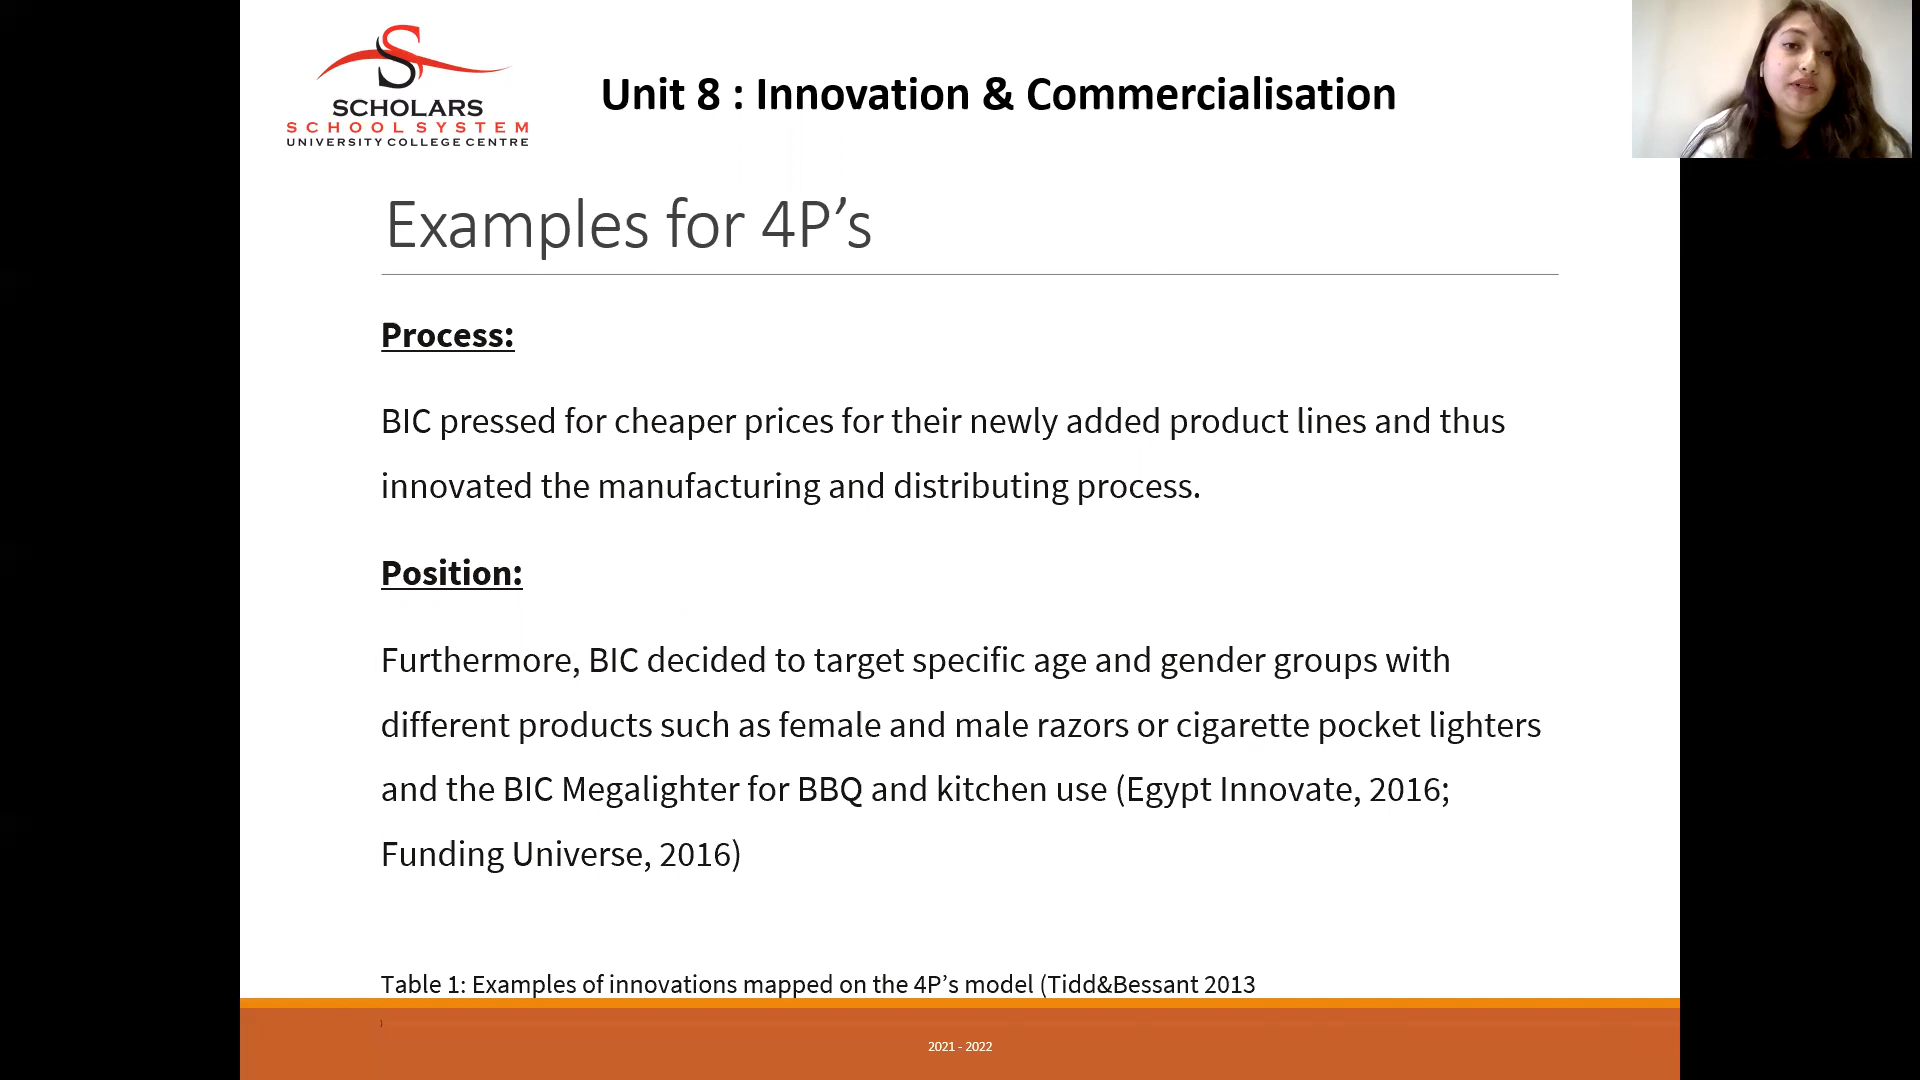 SCHOLARS
SCHOOL SYSTEM
UNIVERSITY COLLEGE CENTRE
Unit 8 : Innovation & Commercialisation
Examples for 4P’s
Process:
BIC pressed for cheaper prices for their newly added product lines and thus
innovated the manufacturing and distributing process.
Position:
Furthermore, BIC decided to target specific age and gender groups with
different products such as female and male razors or cigarette pocket lighters
and the BIC Megalighter for BBQ and kitchen use (Egypt Innovate, 2016;
Funding Universe, 2016)
Table 1: Examples of innovations mapped on the 4P’s model (Tidd&Bessant 2013
)
2021 - 2022